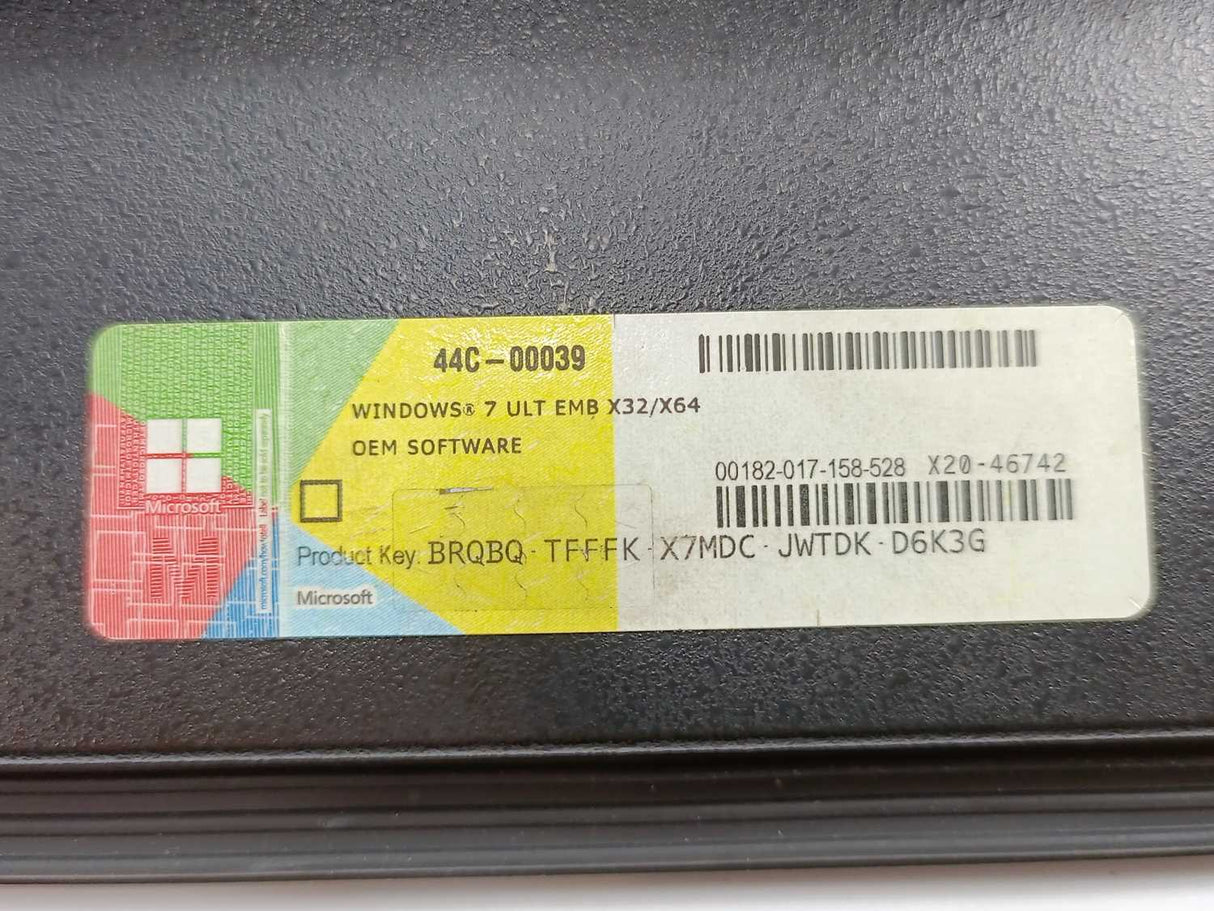 44C-00039
WINDOWS® 7 ULT EMB X32/X64
OEM SOFTWARE
00182-017-158-528 X20-46742
Product Key: BRQBQ-TFFFK-X7MDC-JWTDK-D6K3G
Microsoft
Microsoft